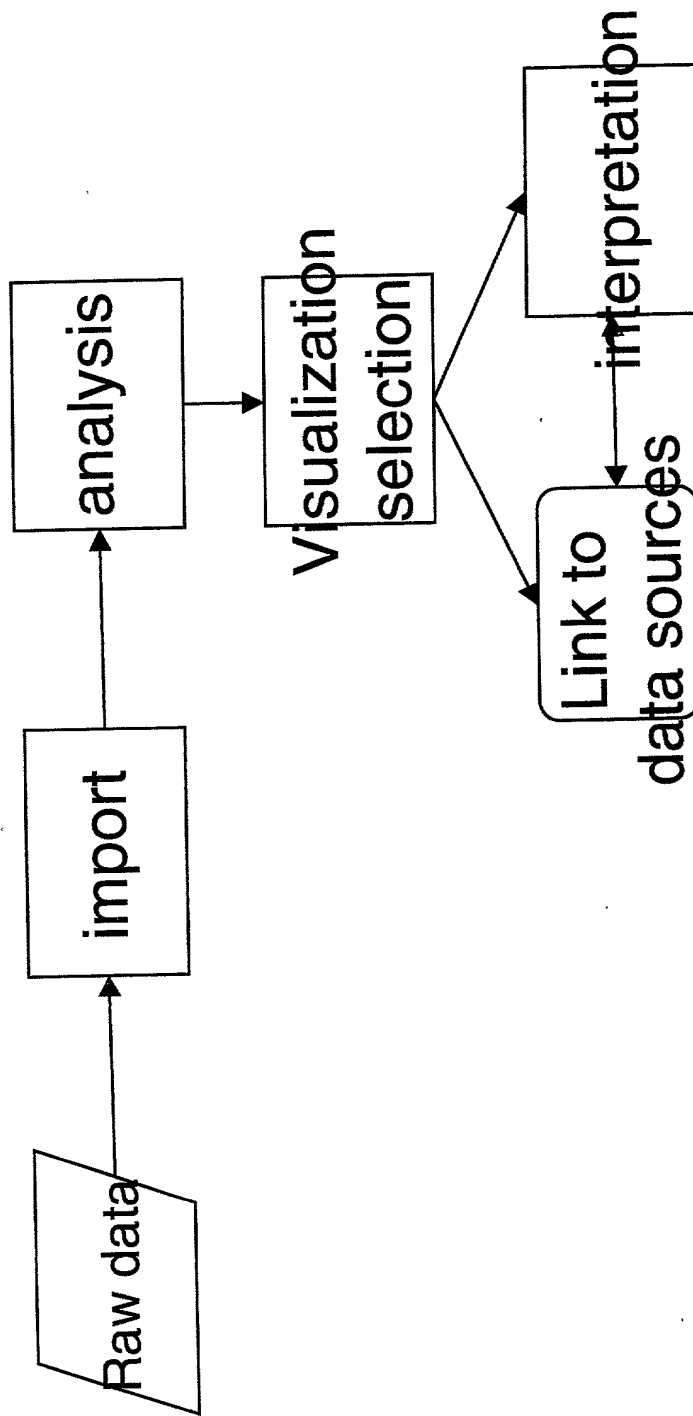 Raw data
import
analysis
Visualization
selection
Link to
data sources
interpretation